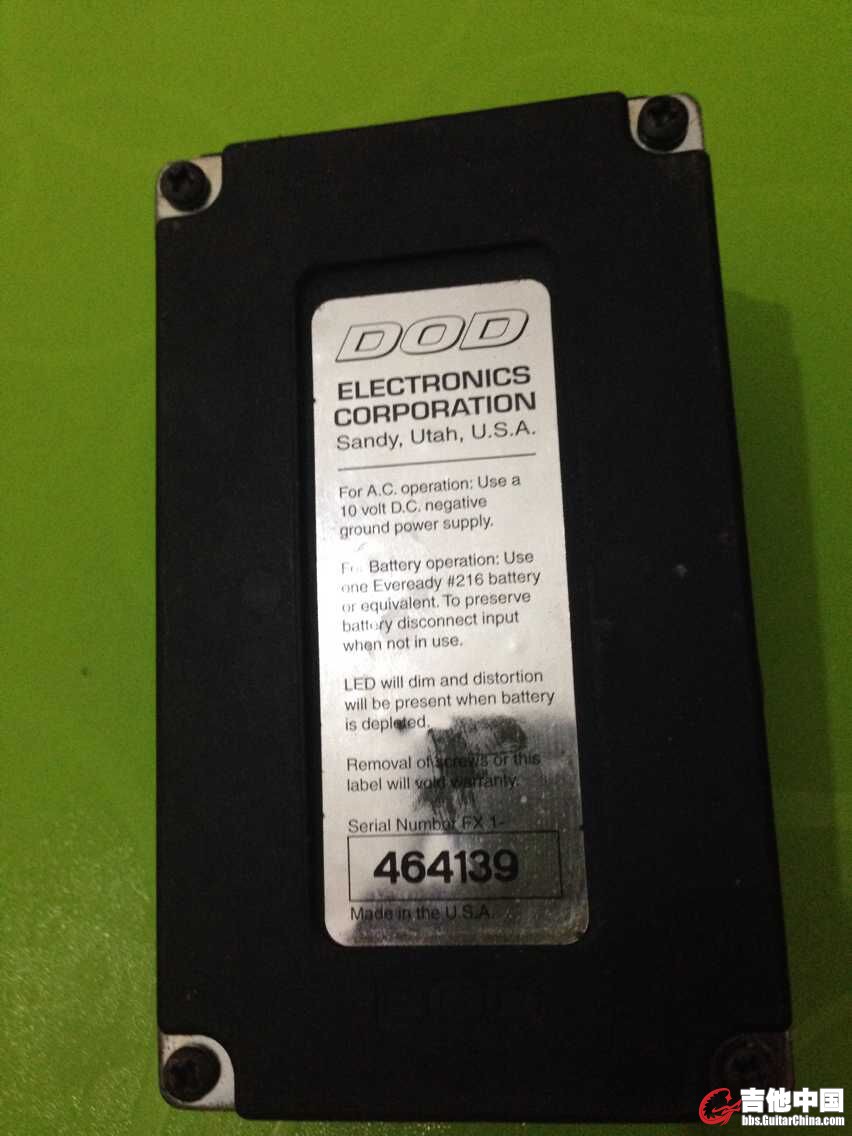 DOD
ELECTRONICS
CORPORATION
Sandy, Utah, U.S.A.
For A.C. operation: Use a
10 volt D.C. negative
ground power supply.
For Battery operation: Use
one Eveready #216 battery
or equivalent. To preserve
battery disconnect input
when not in use.
LED will dim and distortion
will be present when battery
is depleted.
Removal of screws or this
label will void warranty.
Serial Number FX 1-
464139
Made in the U.S.A.
吉他中国
bbs.GuitarChina.com